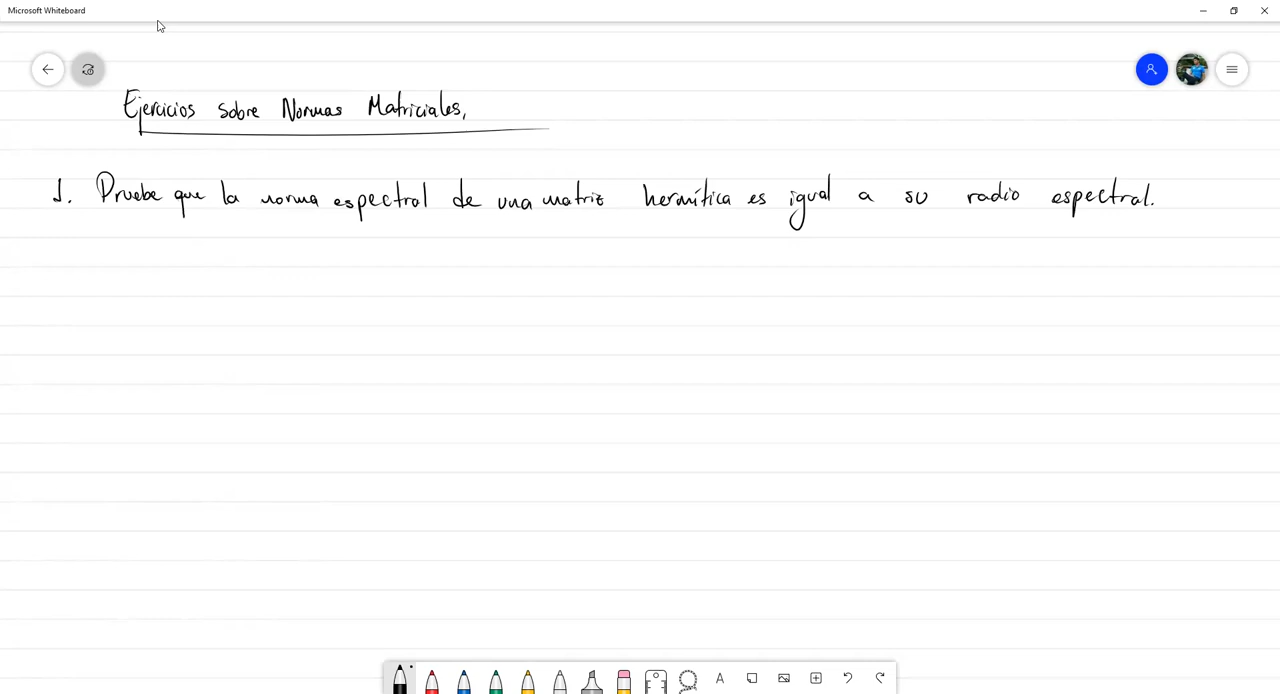 Microsoft Whiteboard
Ejercicios sobre Normas Matriciales,
1. Pruebe que la norma espectral de una matriz hermítica es igual a su radio espectral.